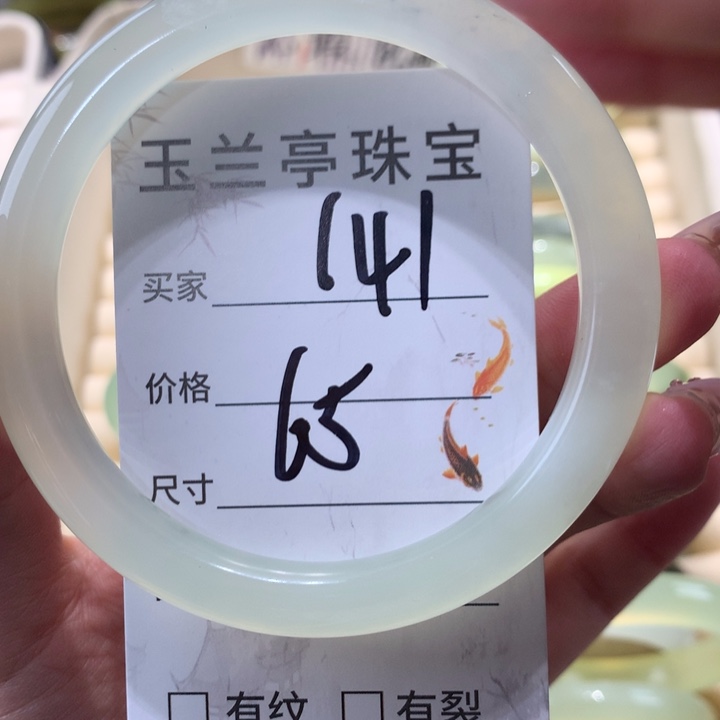 玉兰亭珠宝
买家 141
价格
65
尺寸
□ 有纹 □ 有裂